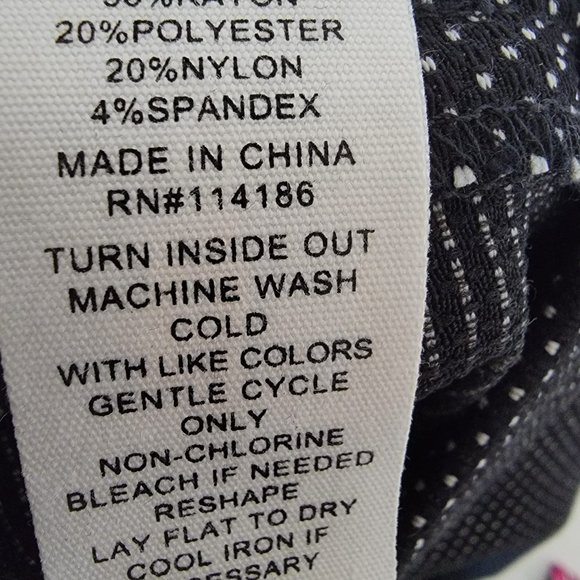 20%POLYESTER
20%NYLON
4%SPANDEX
MADE IN CHINA
RN#114186
TURN INSIDE OUT
MACHINE WASH
COLD
WITH LIKE COLORS
GENTLE CYCLE
ONLY
NON-CHLORINE
BLEACH IF NEEDED
RESHAPE
LAY FLAT TO DRY
COOL IRON IF